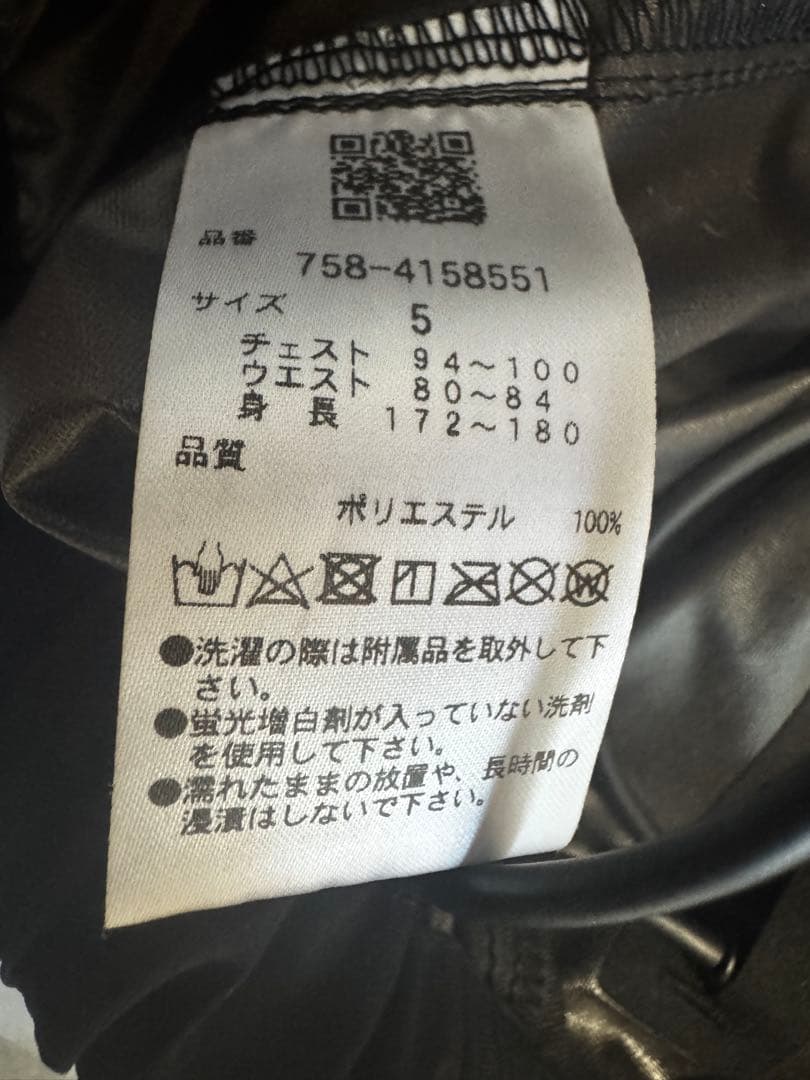 品番
758-4158551
サイズ 5
チェスト 94～100
ウエスト 80～84
身長 172～180
品質
ポリエステル 100%
W
●洗濯の際は附属品を取外して下
さい。
●蛍光増白剤が入っていない洗剤
を使用して下さい。
●濡れたままの放置や、長時間の
浸漬はしないで下さい。